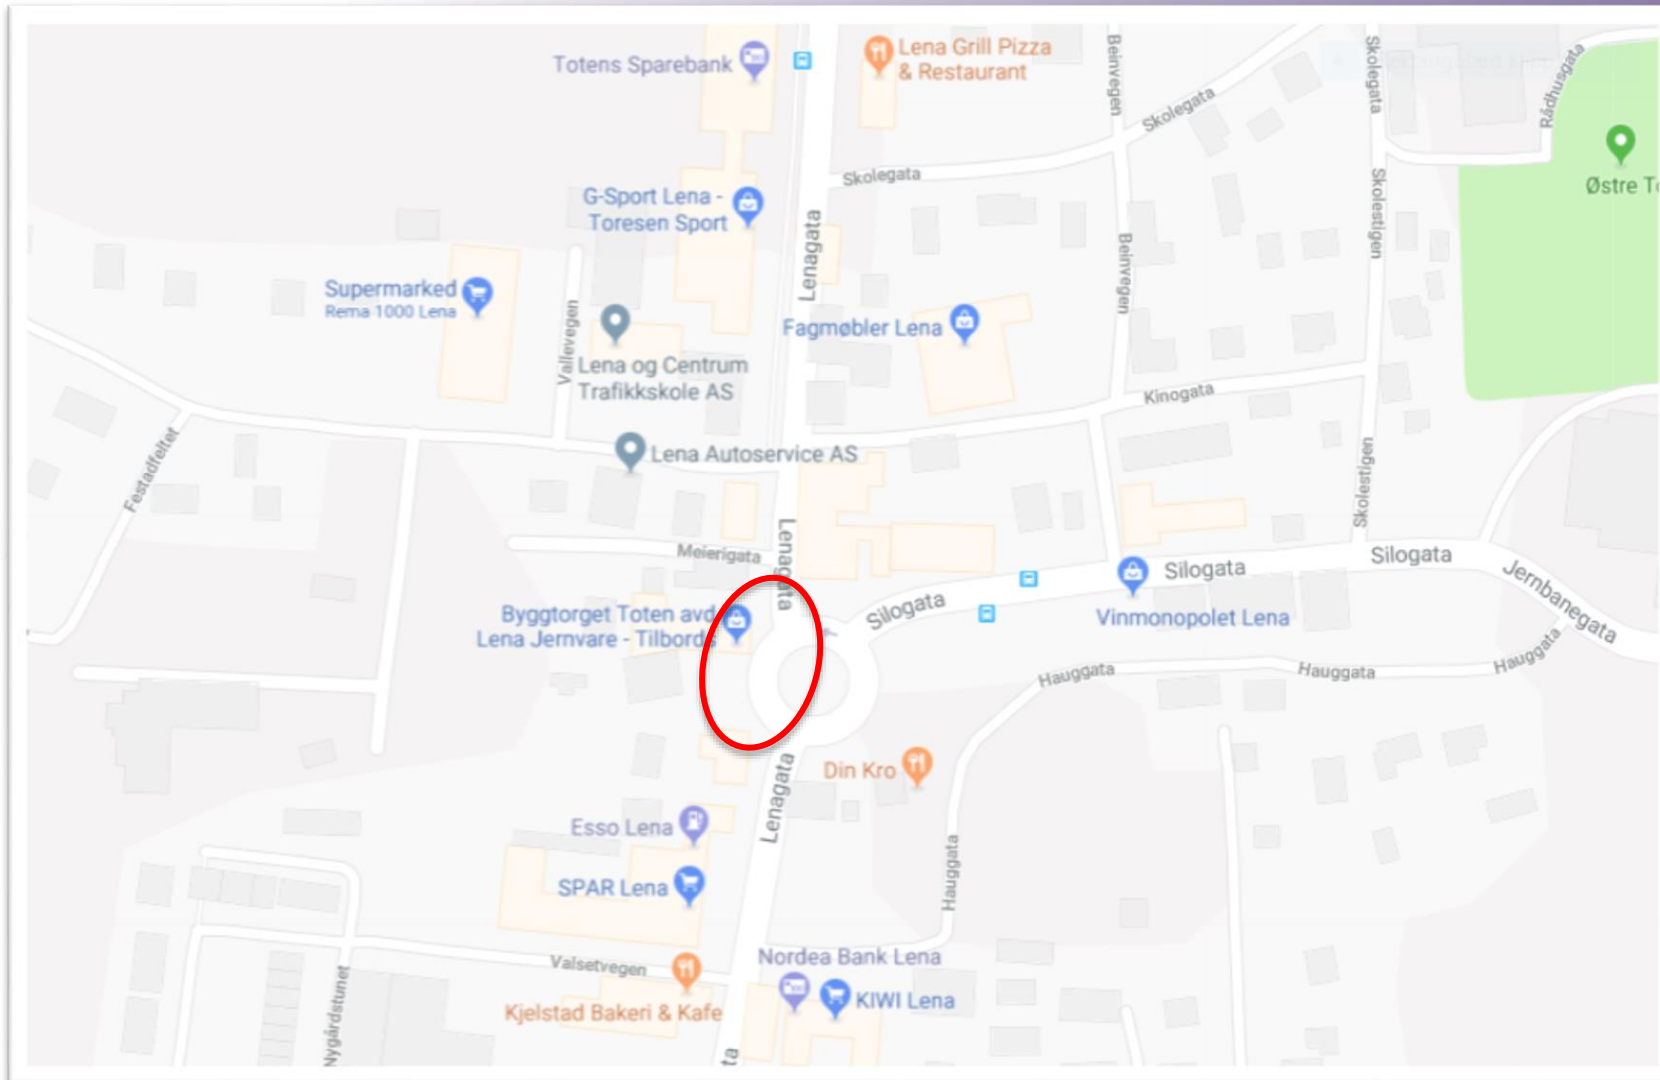 Totens Sparebank
Lena Grill Pizza
& Restaurant
Beinvegen
Skolegata
Skolegata
Rådhusgata
Skolegata
Østre
G-Sport Lena -
Toresen Sport
Lenagata
Beinvegen
Skolestigen
Supermarked
Rema 1000 Lena
Vallevegen
Fagmøbler Lena
Lena og Centrum
Trafikkskole AS
Kinogata
Festadfeltet
Lena Autoservice AS
Skolestigen
Lenagata
Meierigata
Silogata
Silogata
Silogata
Jernbanegata
Byggtorget Toten avd
Lena Jernvare - Tilbords
Vinmonopolet Lena
Hauggata
Hauggata
Hauggata
Din Kro
Lenagata
Esso Lena
Hauggata
SPAR Lena
Valsetvegen
Nygårdstunet
Nordea Bank Lena
KIWI Lena
Kjelstad Bakeri & Kafe
ta